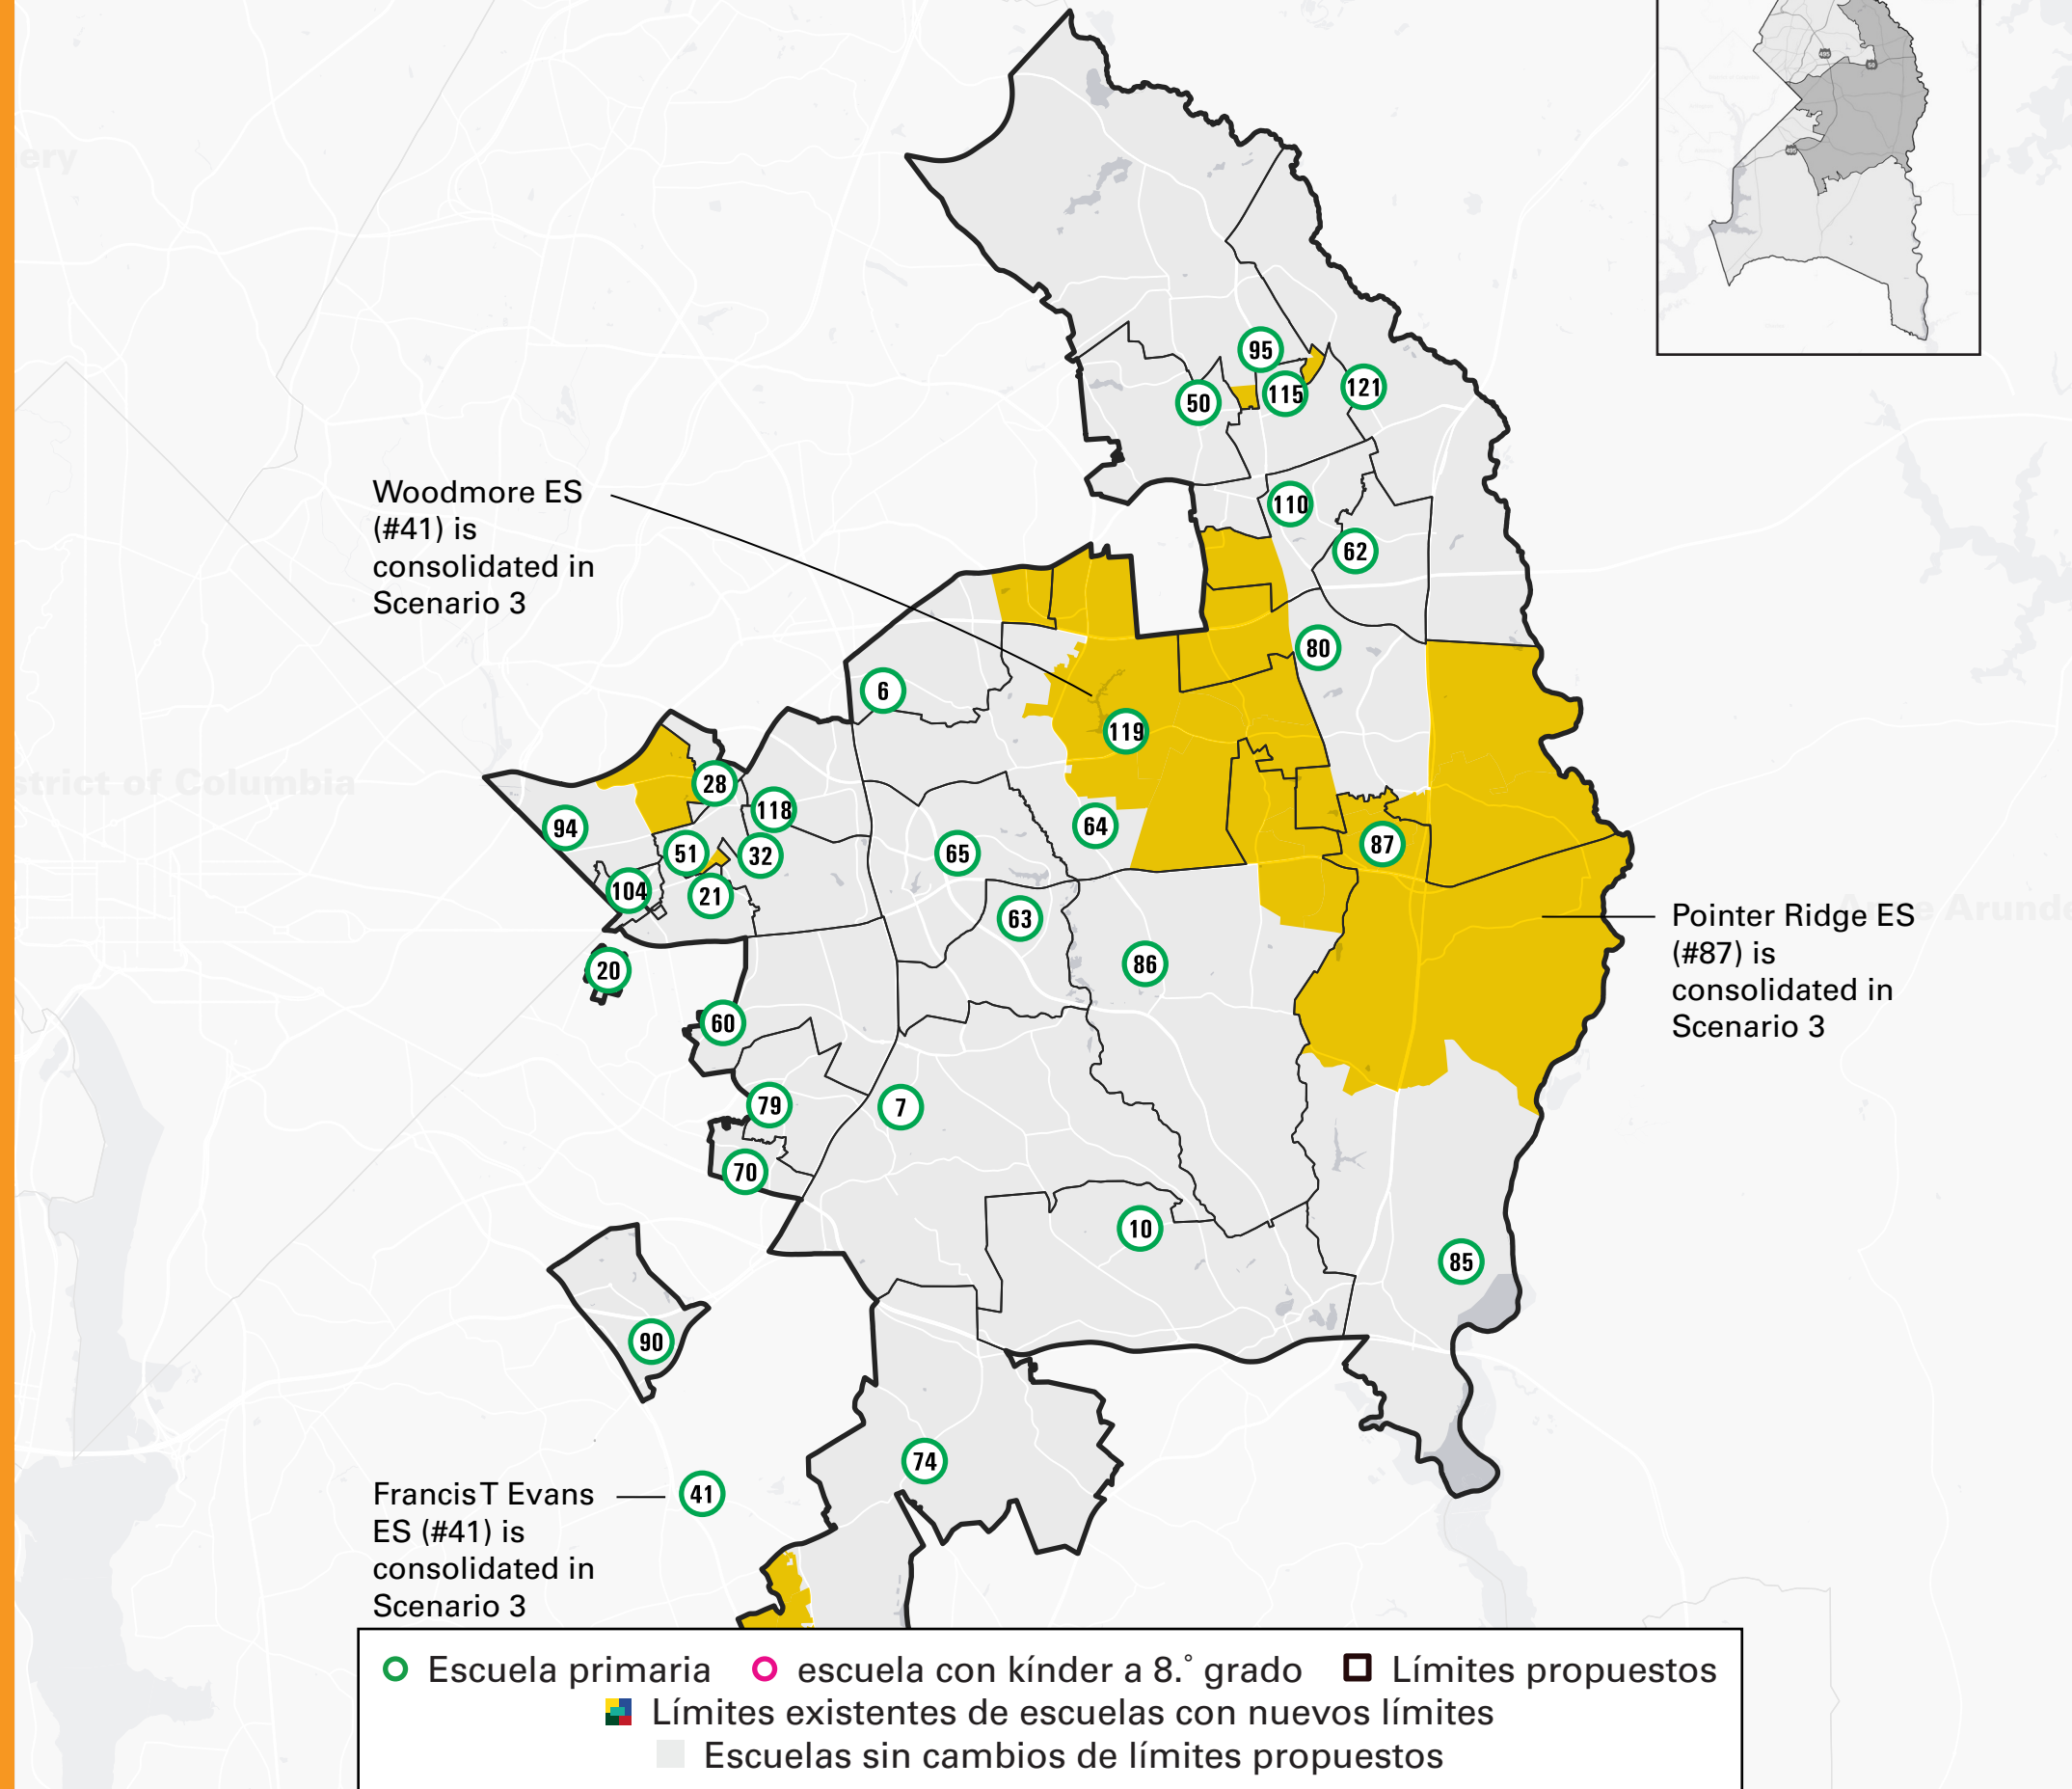 ery
95
50
115
121
Woodmore ES
(#41) is
consolidated in
Scenario 3
110
62
80
6
119
strict of Columbia
28
118
94
64
51
32
65
87
104
21
63
Pointer Ridge ES
(#87) is
consolidated in
Scenario 3
Anne Arunde
20
86
60
79
7
70
10
85
90
74
Francis T Evans
ES (#41) is
consolidated in
Scenario 3
41
Escuela primaria
escuela con kínder a 8.° grado
Límites propuestos
Límites existentes de escuelas con nuevos límites
Escuelas sin cambios de límites propuestos